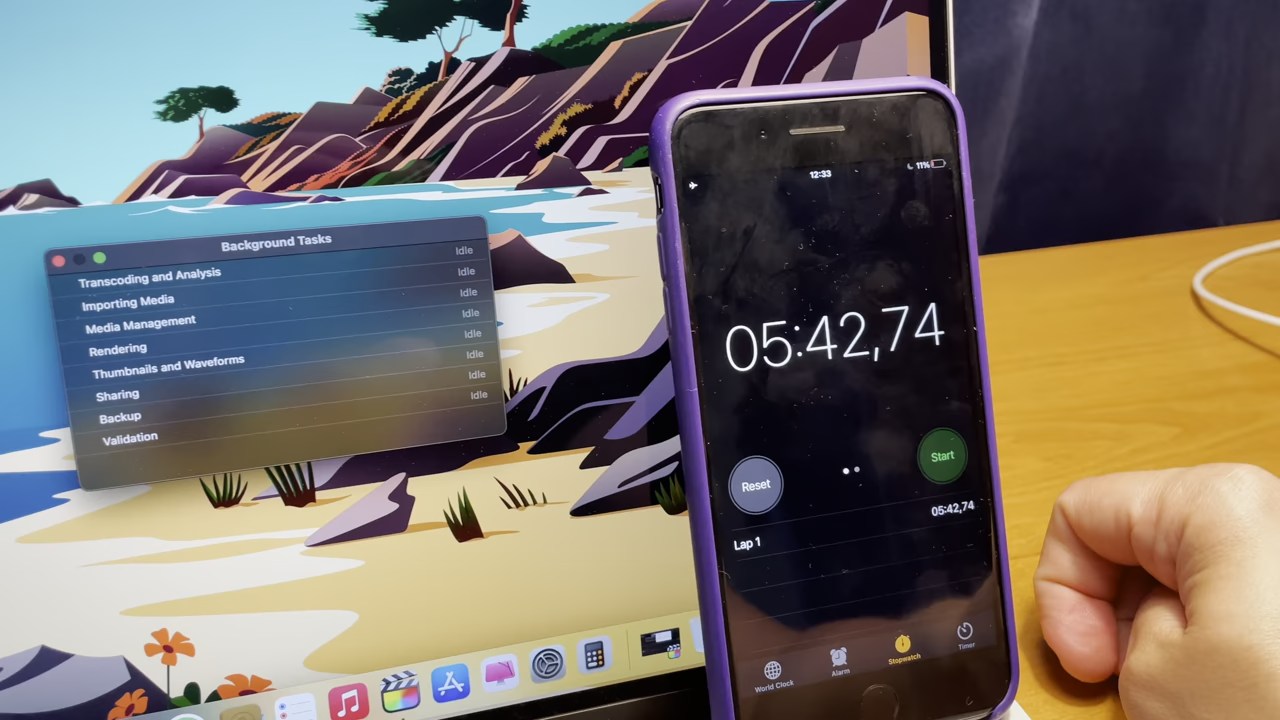 Background Tasks
Transcoding and Analysis Idle
Importing Media Idle
Media Management Idle
Rendering Idle
Thumbnails and Waveforms Idle
Sharing Idle
Backup Idle
Validation Idle
12:33
11%
05:42,74
Reset
Start
Lap 1 05:42,74
World Clock
Alarm
Stopwatch
Timer